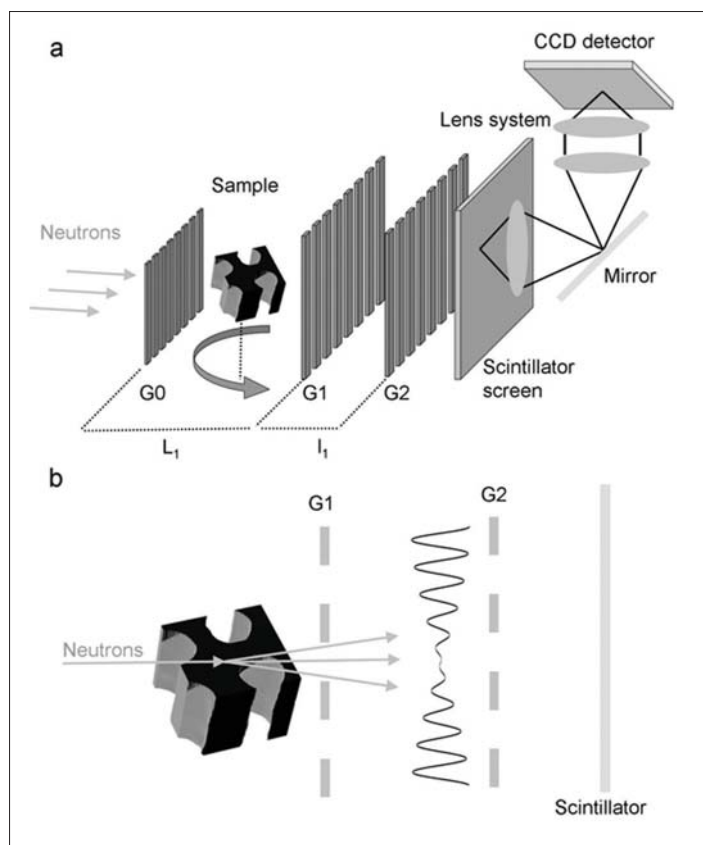 a
CCD detector
Lens system
Sample
Neutrons
Mirror
Scintillator
screen
G0
G1
G2
L₁
l₁
b
G1
G2
Neutrons
Scintillator